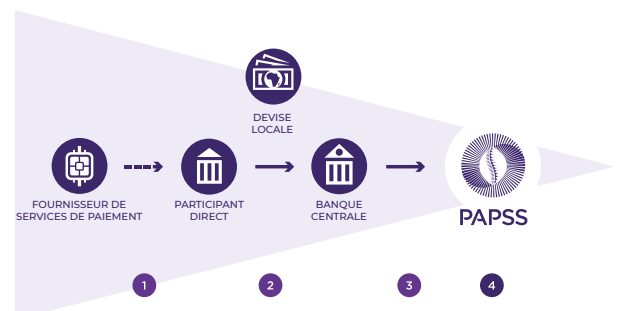 DEVISE
LOCALE
FOURNISSEUR DE
SERVICES DE PAIEMENT
PARTICIPANT
DIRECT
BANQUE
CENTRALE
PAPSS
1
2
3
4